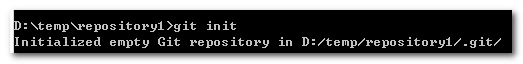 D:\temp\repository1>git init
Initialized empty Git repository in D:/temp/repository1/.git/